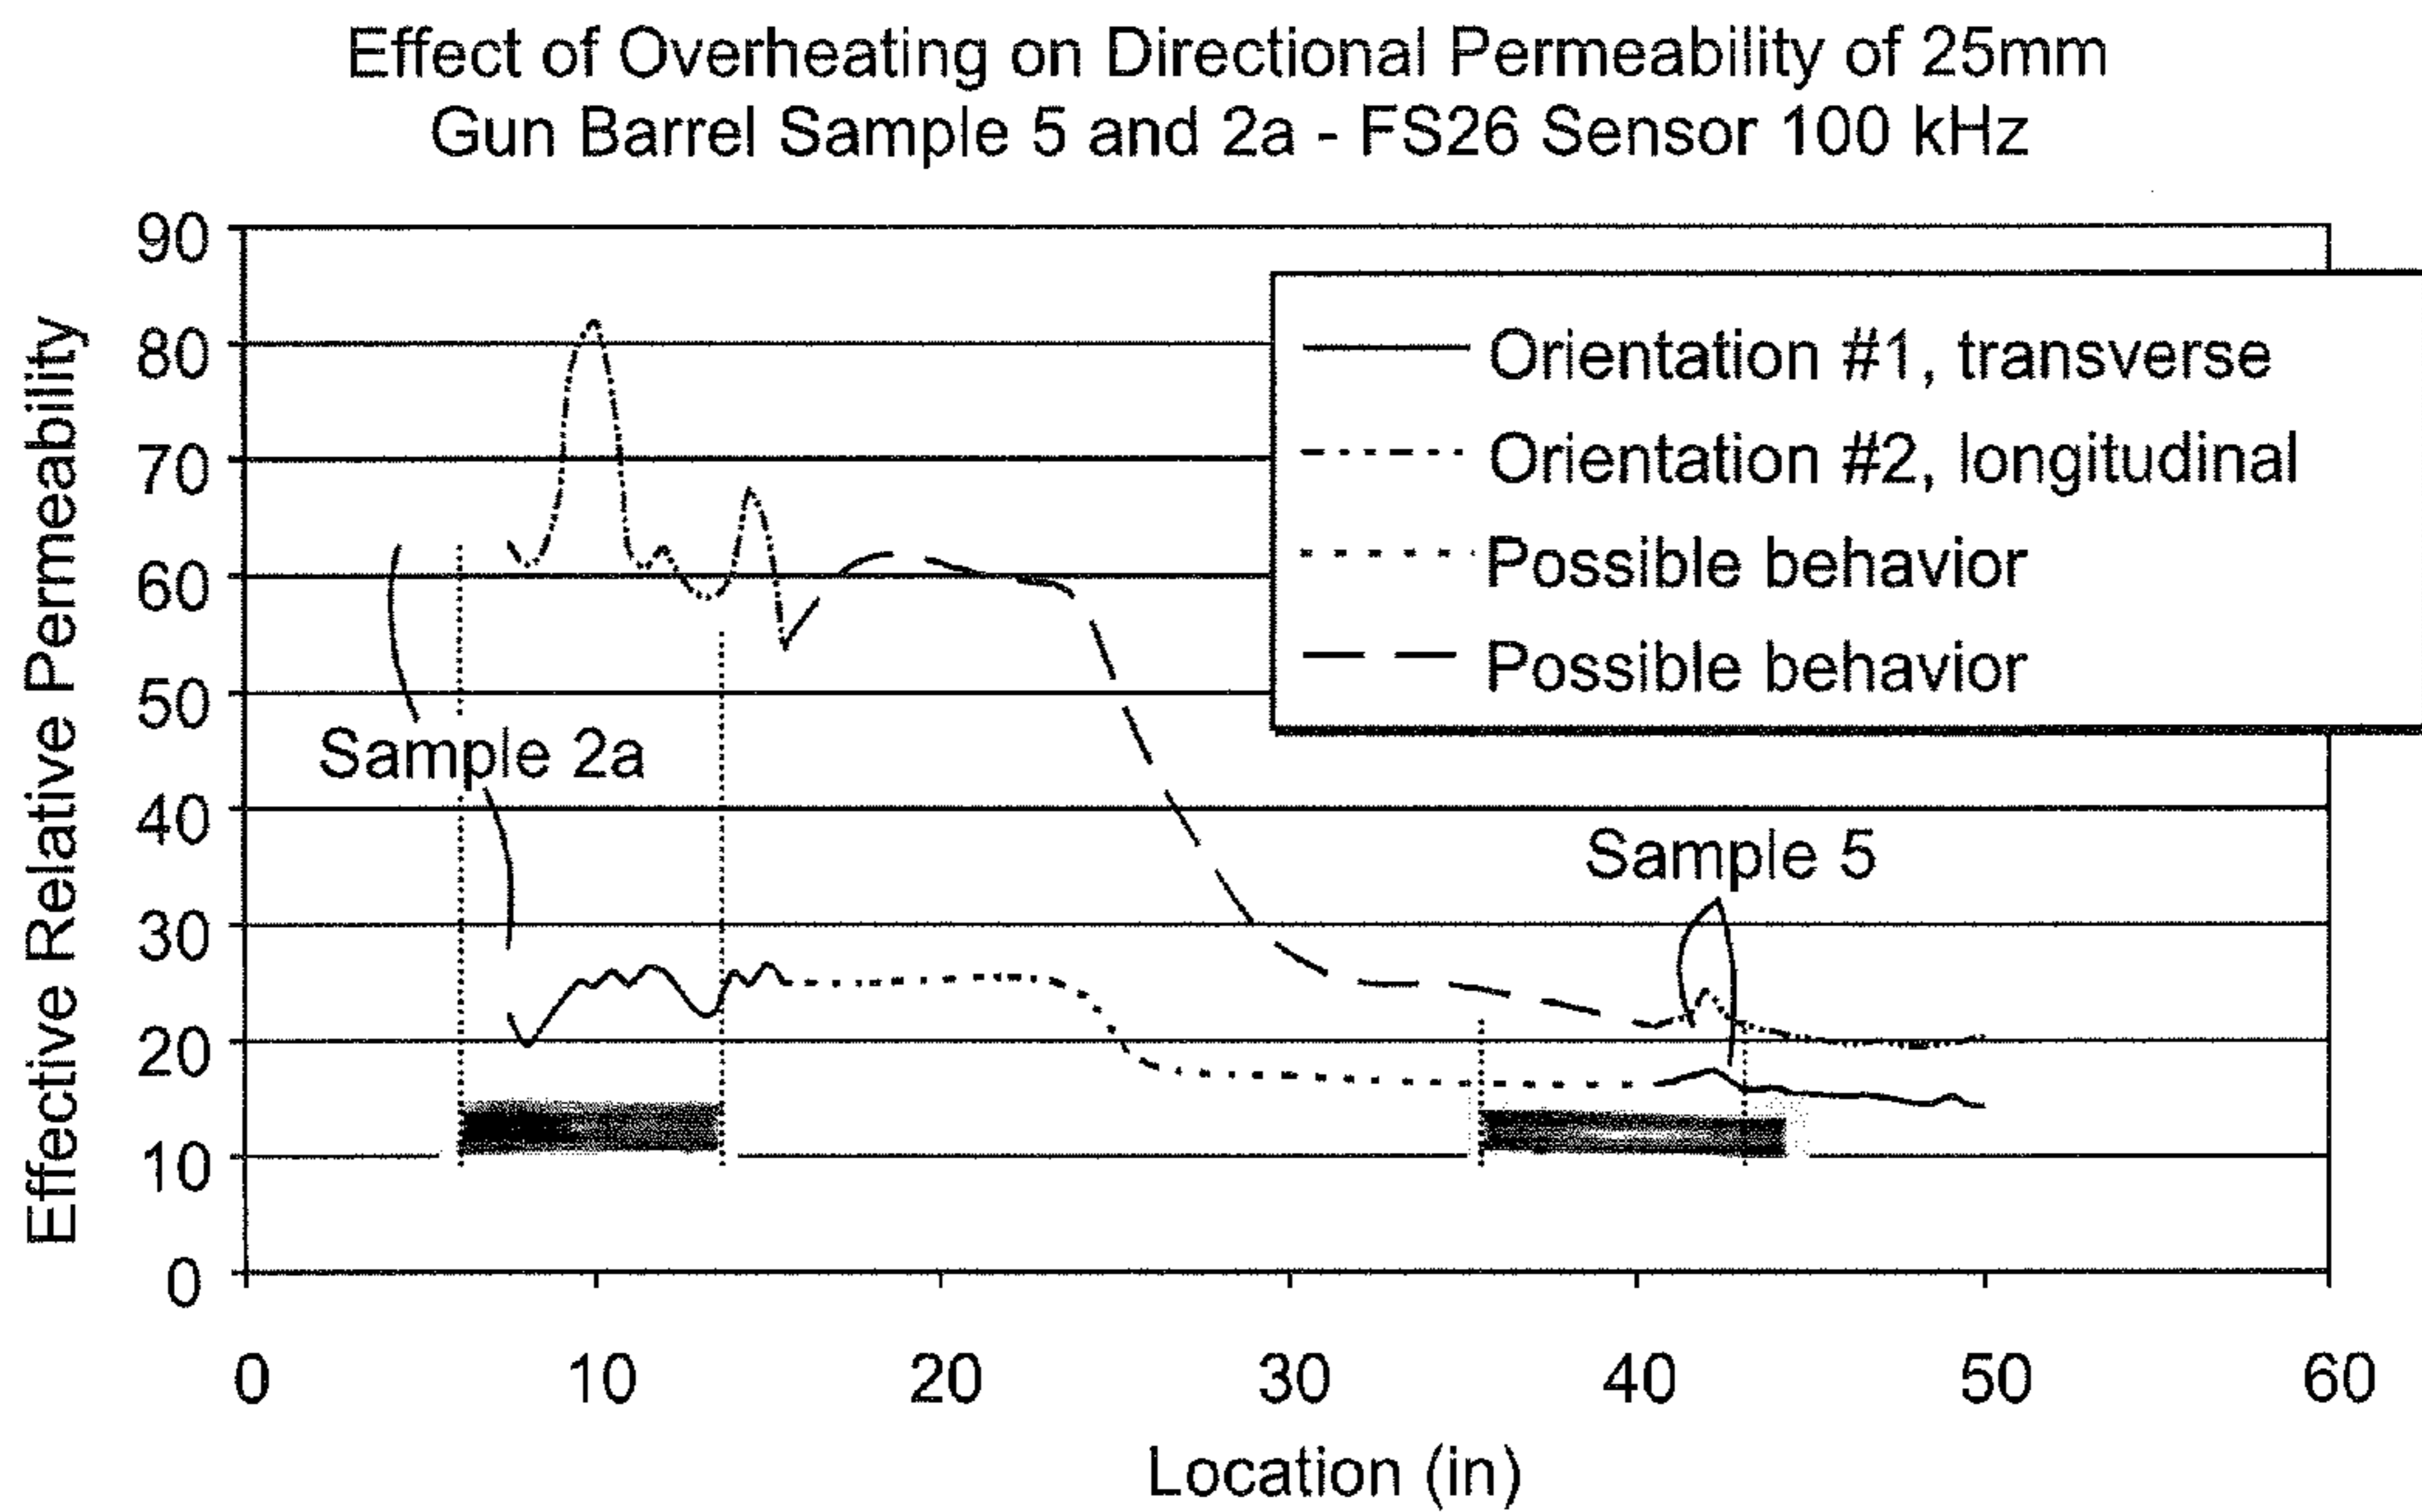 Effect of Overheating on Directional Permeability of 25mm
Gun Barrel Sample 5 and 2a - FS26 Sensor 100 kHz
Effective Relative Permeability
90
80
70
60
50
40
30
20
10
0
Orientation #1, transverse
Orientation #2, longitudinal
Possible behavior
Possible behavior
Sample 2a
Sample 5
0 10 20 30 40 50 60
Location (in)